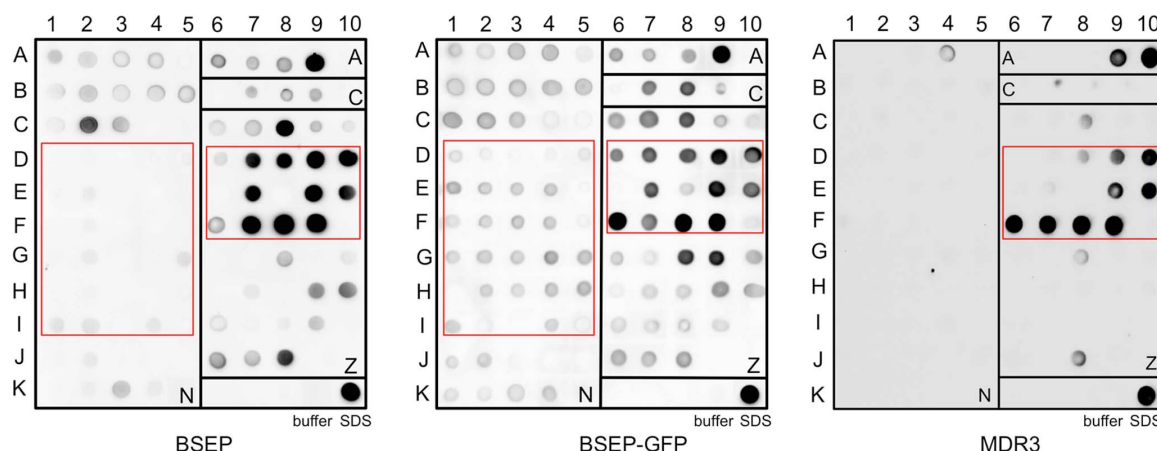 1 2 3 4 5 6 7 8 9 10 1 2 3 4 5 6 7 8 9 10 1 2 3 4 5 6 7 8 9 10
A A A A A A
B C B C B C
C C C
D D D
E E E
F F F
G G G
H H H
I I I
J Z J Z J Z
K N K N K N
buffer SDS buffer SDS buffer SDS
BSEP BSEP-GFP MDR3